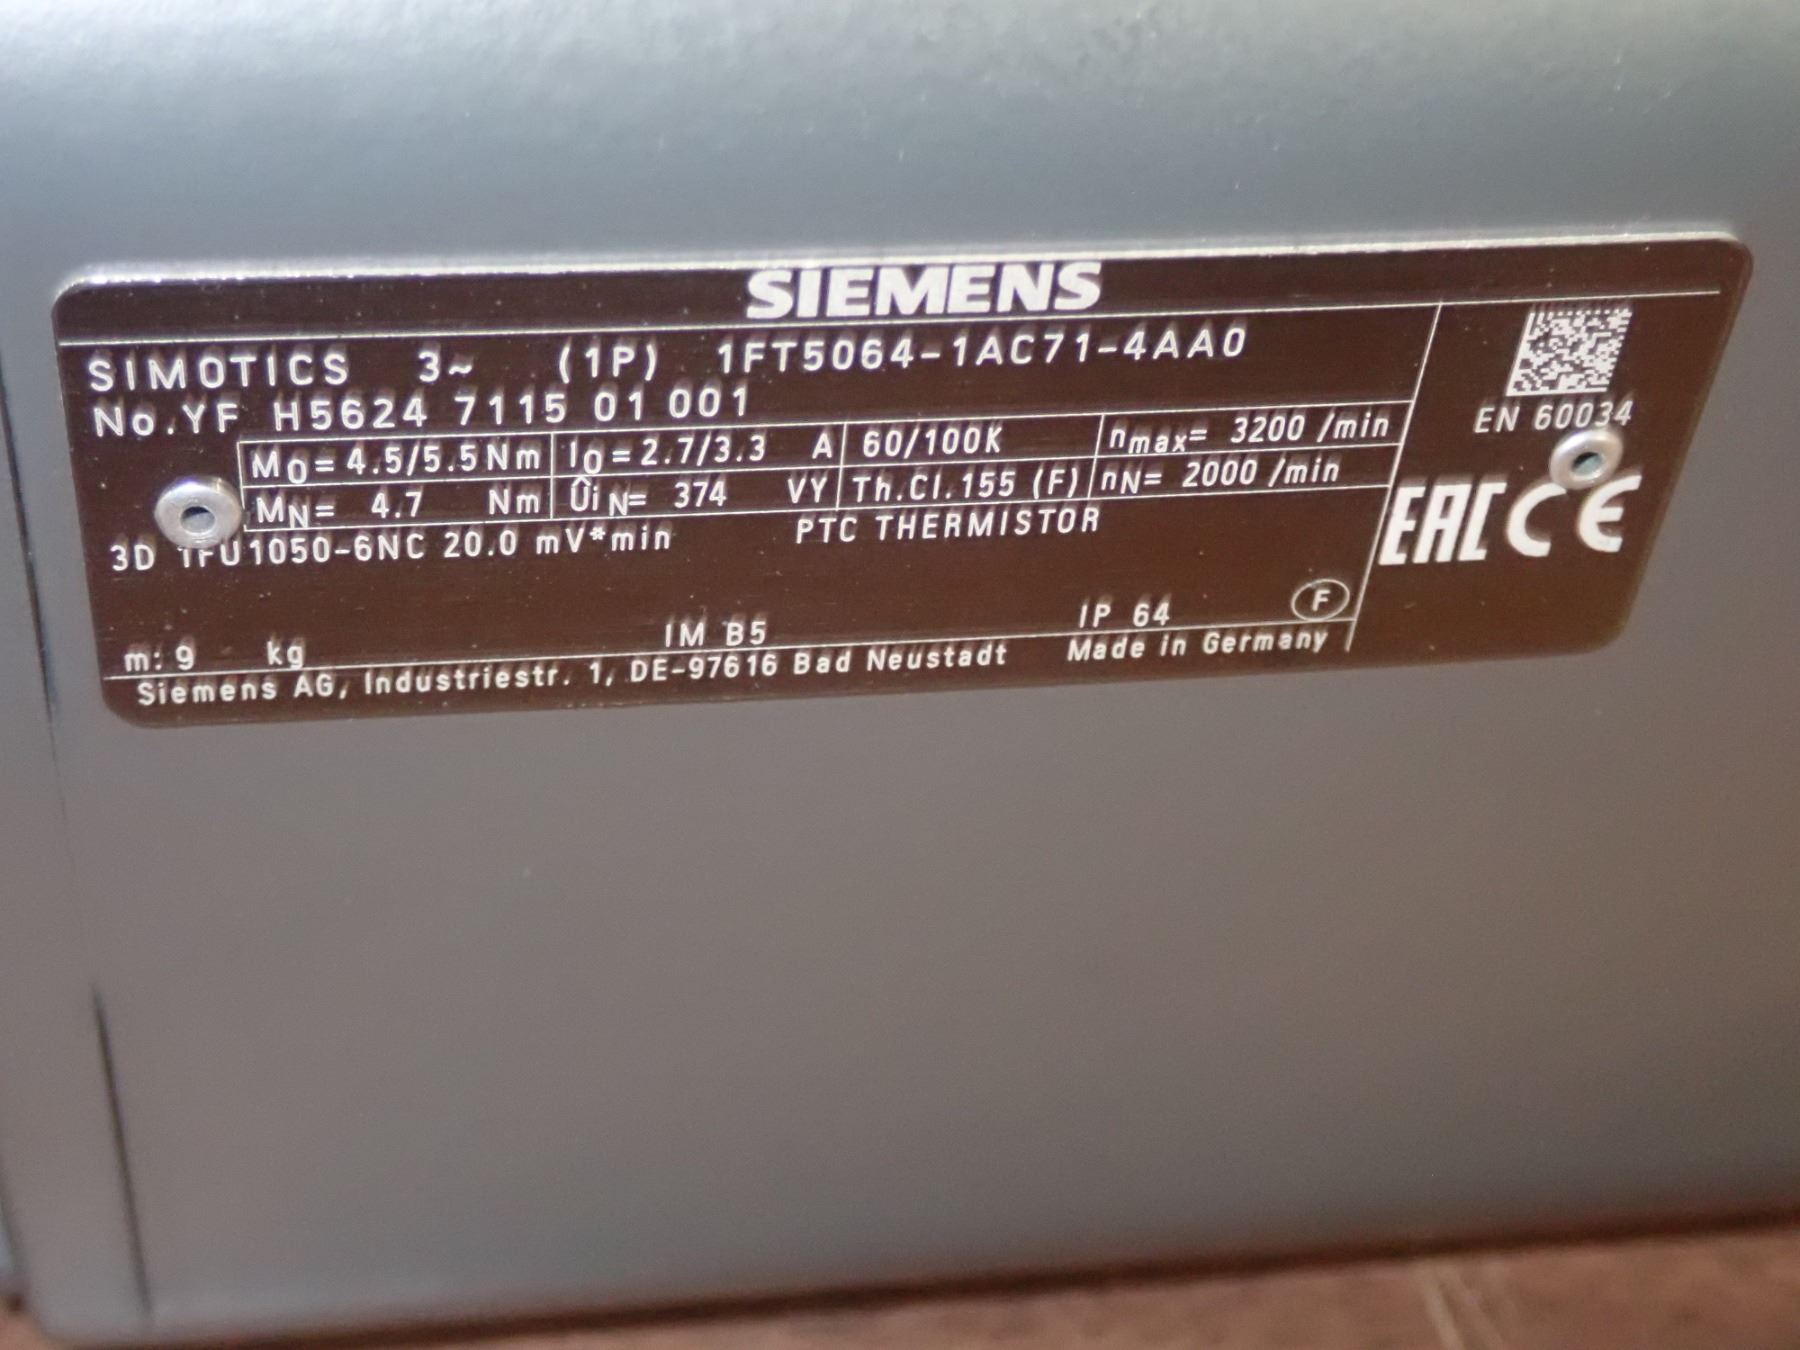 SIEMENS
SIMOTICS 3~ (1P) 1FT5064-1AC71-4AA0
No.YF H5624 7115 01 001
EN 60034
M0=4.5/5.5Nm I0=2.7/3.3 A 60/100K nmax= 3200 /min
MN= 4.7 Nm ÛiN= 374 VY Th.Cl.155 (F) nN= 2000 /min
3D 1FU1050-6NC 20.0 mV*min PTC THERMISTOR
EAC CE
F
m: 9 kg IM B5 IP 64
Siemens AG, Industriestr. 1, DE-97616 Bad Neustadt Made in Germany